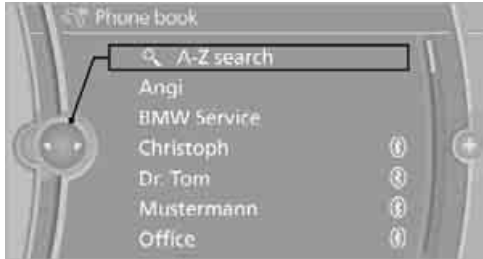 Phone book
A-Z search
Angi
BMW Service
Christoph
Dr. Tom
Mustermann
Office